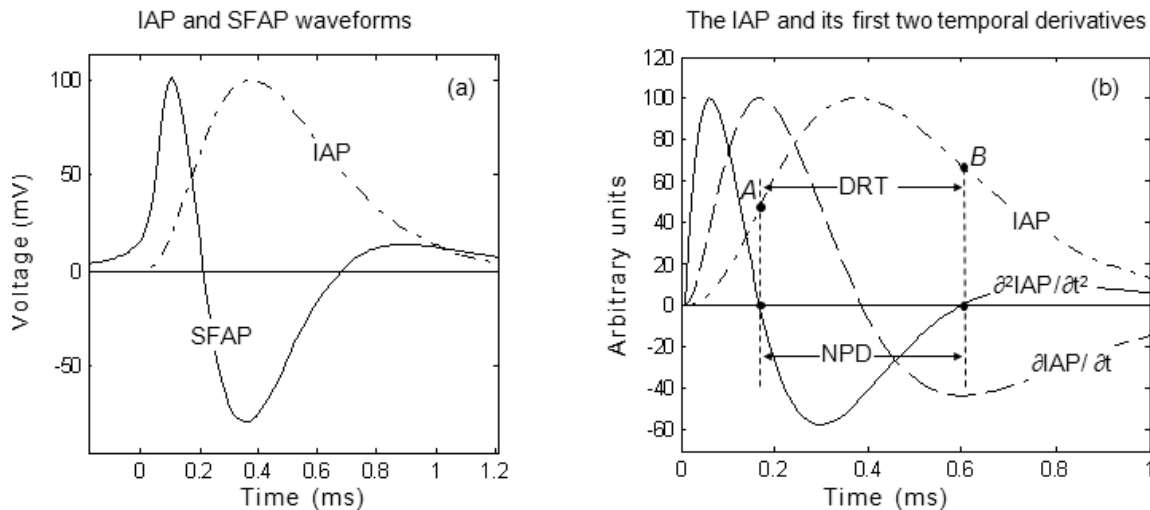 IAP and SFAP waveforms
(a)
Voltage (mV)
100
50
0
-50
IAP
SFAP
0 0.2 0.4 0.6 0.8 1 1.2
Time (ms)
The IAP and its first two temporal derivatives
(b)
Arbitrary units
120
100
80
60
40
20
0
-20
-40
-60
A
B
DRT
IAP
∂²IAP/∂t²
NPD
∂IAP/ ∂t
0 0.2 0.4 0.6 0.8 1
Time (ms)